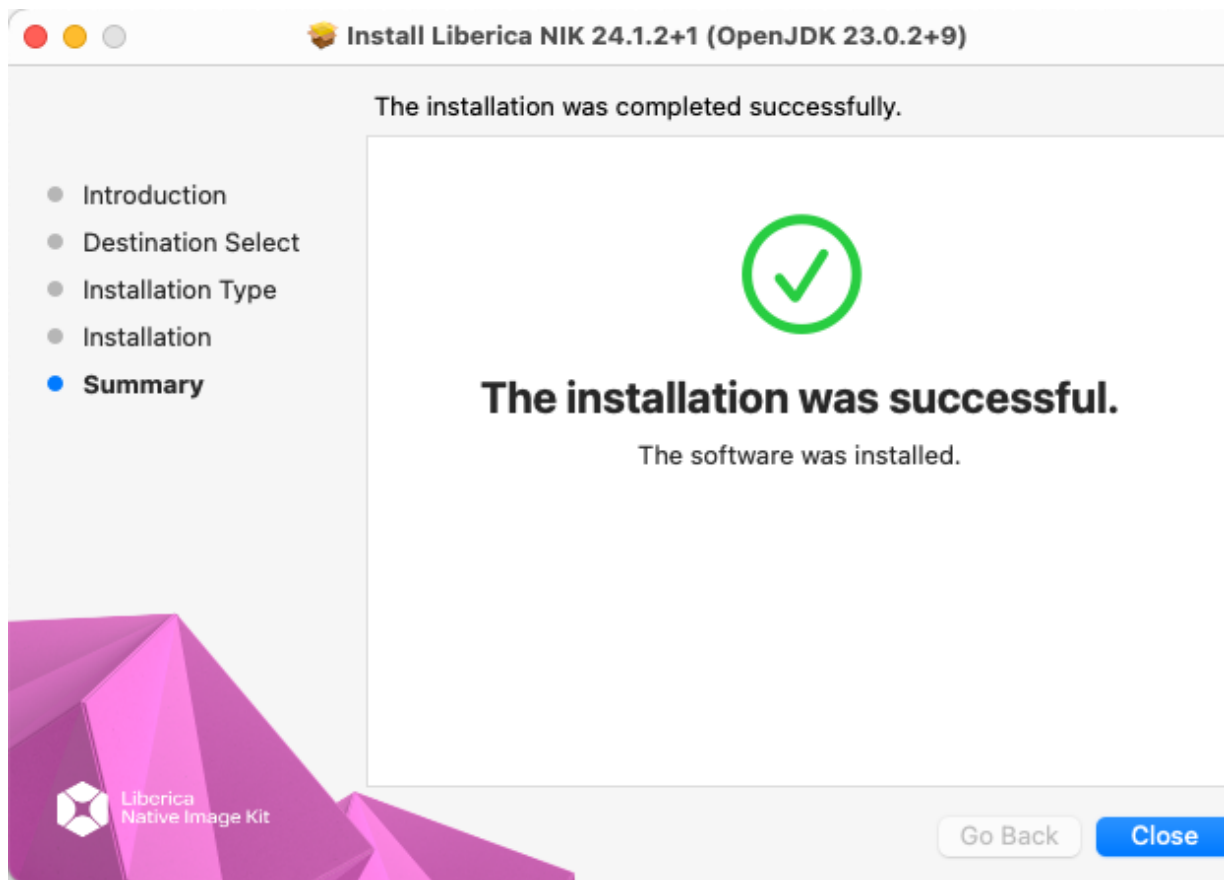 Install Liberica NIK 24.1.2+1 (OpenJDK 23.0.2+9)
The installation was completed successfully.
Introduction
Destination Select
Installation Type
Installation
Summary
The installation was successful.
The software was installed.
Liberica
Native Image Kit
Go Back
Close